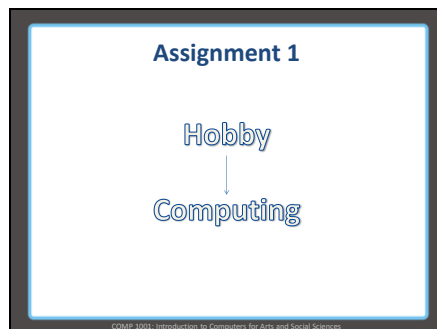 Assignment 1
Hobby
Computing
COMP 1001: Introduction to Computers for Arts and Social Sciences